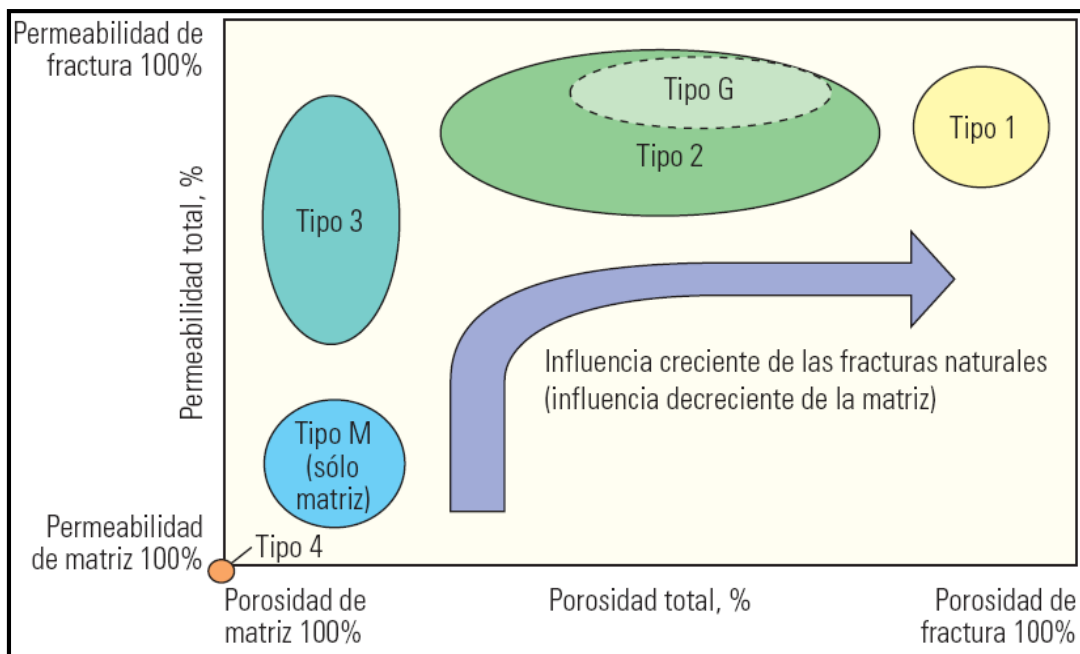 Permeabilidad de
fractura 100%
Tipo G
Tipo 2
Tipo 1
Tipo 3
Permeabilidad total, %
Influencia creciente de las fracturas naturales
(influencia decreciente de la matriz)
Tipo M
(sólo
matriz)
Permeabilidad
de matriz 100%
Tipo 4
Porosidad de
matriz 100%
Porosidad total, %
Porosidad de
fractura 100%